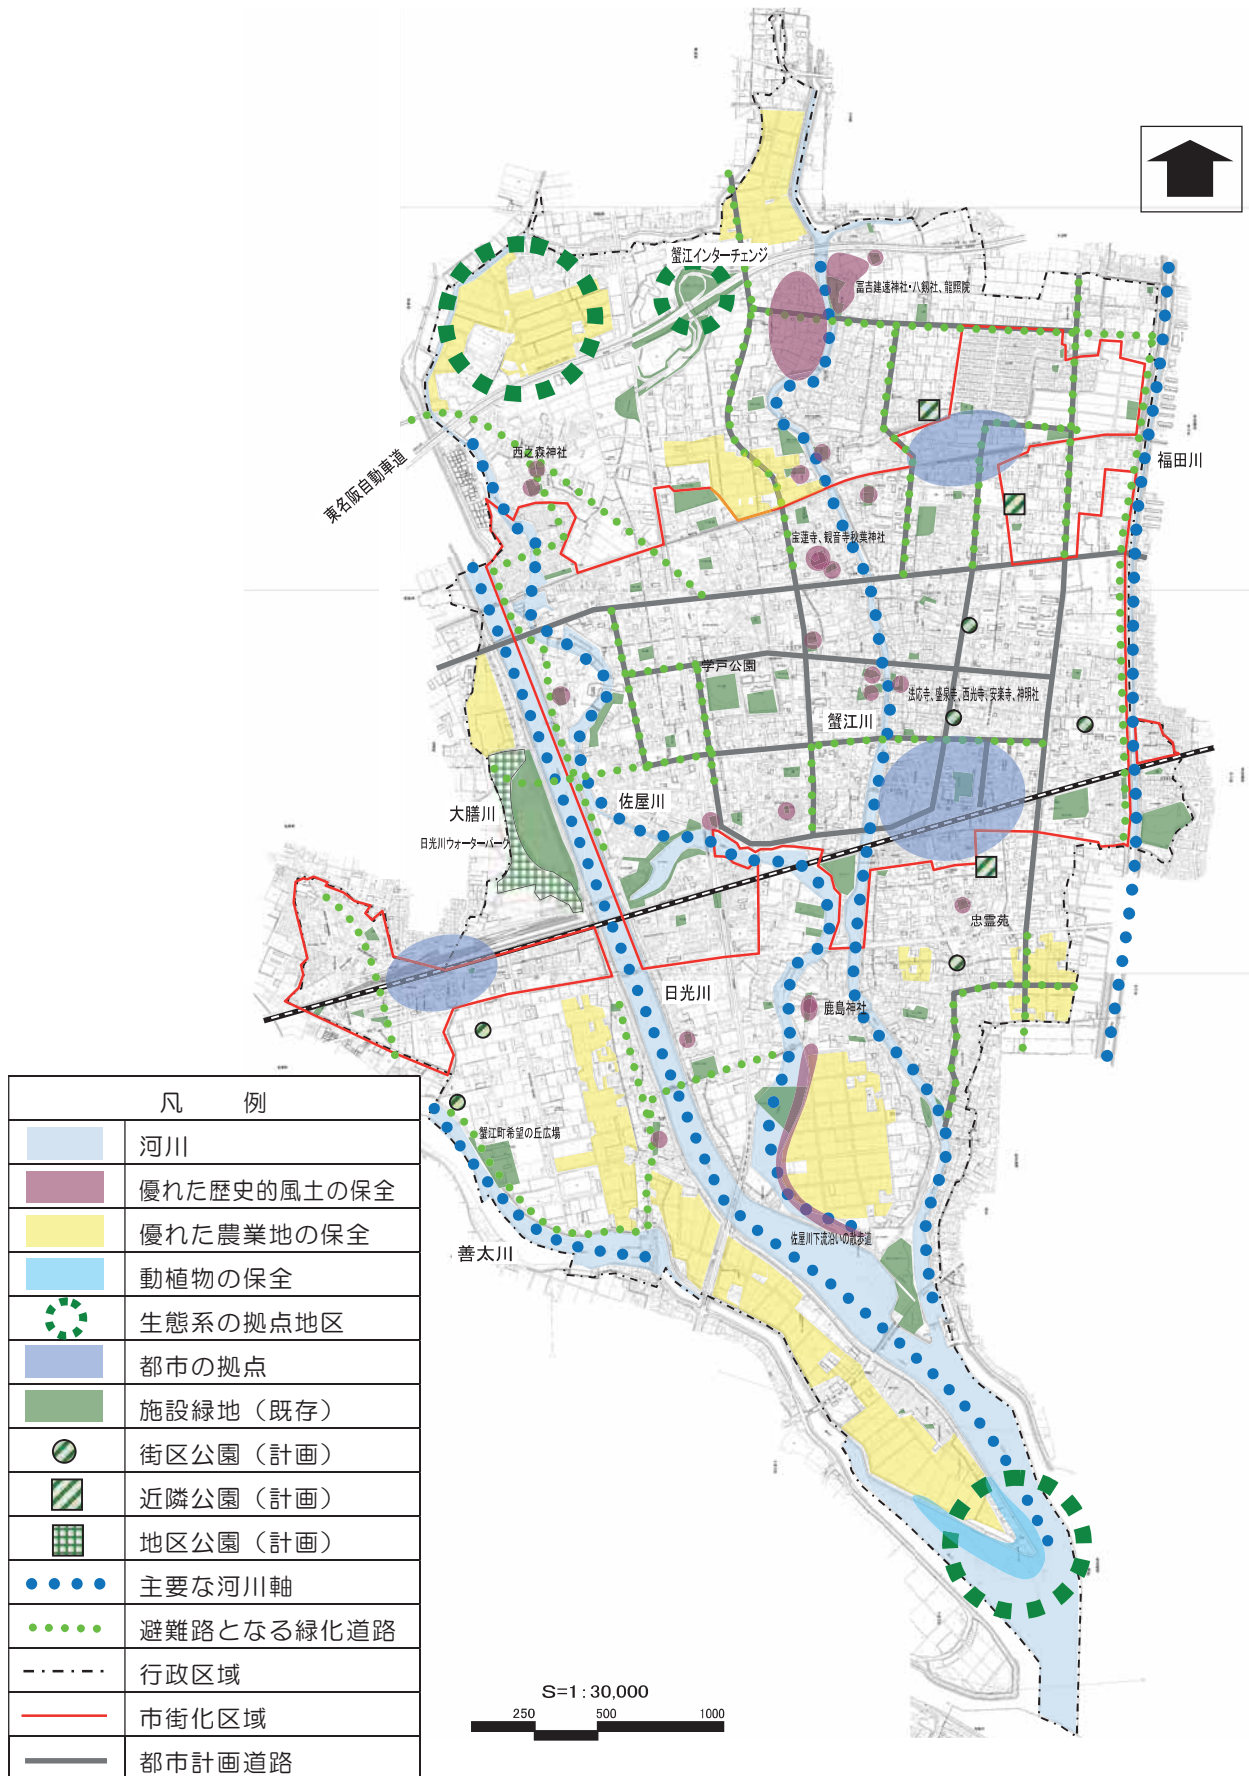 蟹江インターチェンジ
冨吉建速神社・八剱社、龍照院
東名阪自動車道
西之森神社
福田川
宝蓮寺、観音寺秋葉神社
学戸公園
法応寺、盛泉寺、西光寺、安楽寺、神明社
蟹江川
大膳川
佐屋川
日光川ウォーターパーク
忠霊苑
日光川
鹿島神社
蟹江町希望の丘広場
佐屋川下流沿いの散歩道
善太川
凡 例
河川
優れた歴史的風土の保全
優れた農業地の保全
動植物の保全
生態系の拠点地区
都市の拠点
施設緑地（既存）
街区公園（計画）
近隣公園（計画）
地区公園（計画）
主要な河川軸
避難路となる緑化道路
行政区域
市街化区域
都市計画道路
S=1:30,000
250 500 1000